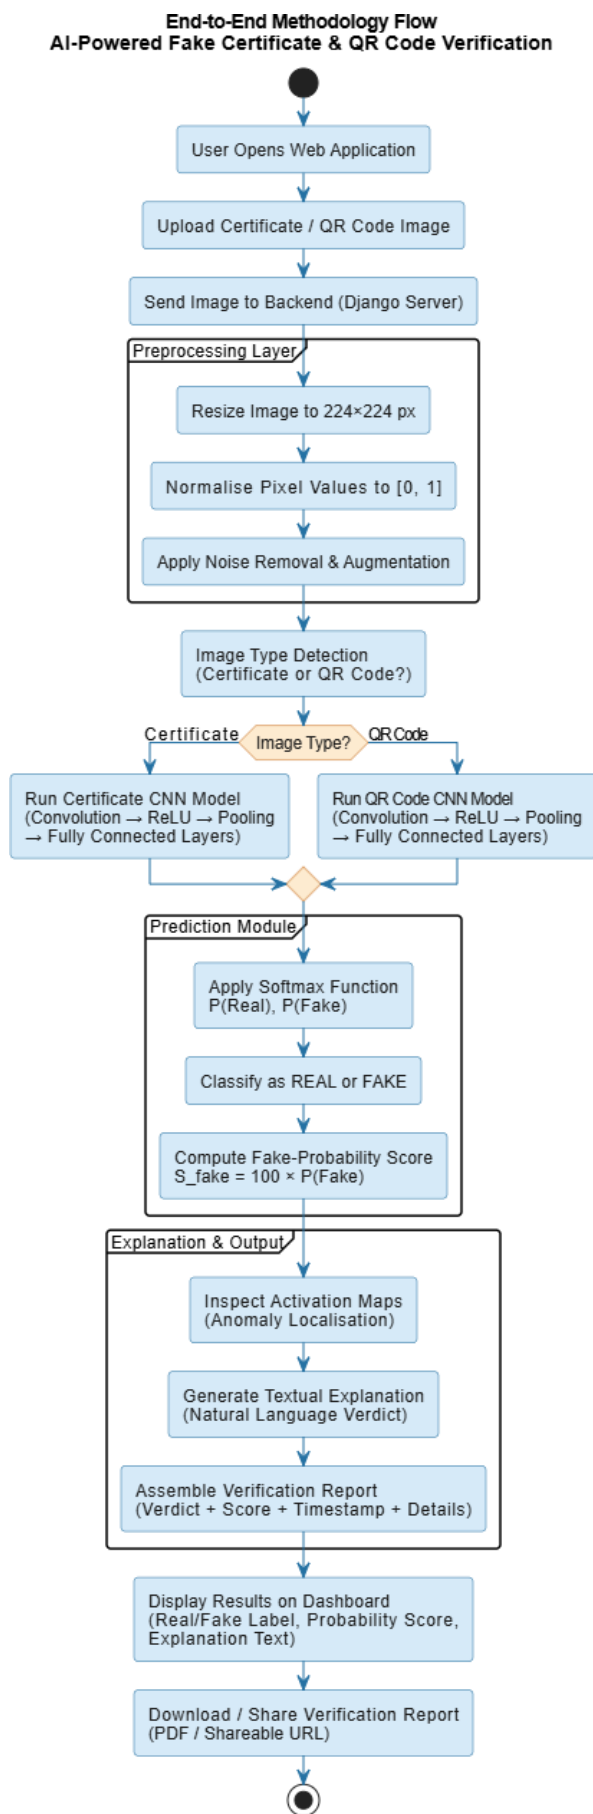 End-to-End Methodology Flow
AI-Powered Fake Certificate & QR Code Verification
User Opens Web Application
Upload Certificate / QR Code Image
Send Image to Backend (Django Server)
Preprocessing Layer
Resize Image to 224×224 px
Normalise Pixel Values to [0, 1]
Apply Noise Removal & Augmentation
Image Type Detection
(Certificate or QR Code?)
Certificate
Image Type?
QR Code
Run Certificate CNN Model
(Convolution → ReLU → Pooling
→ Fully Connected Layers)
Run QR Code CNN Model
(Convolution → ReLU → Pooling
→ Fully Connected Layers)
Prediction Module
Apply Softmax Function
P(Real), P(Fake)
Classify as REAL or FAKE
Compute Fake-Probability Score
S_fake = 100 × P(Fake)
Explanation & Output
Inspect Activation Maps
(Anomaly Localisation)
Generate Textual Explanation
(Natural Language Verdict)
Assemble Verification Report
(Verdict + Score + Timestamp + Details)
Display Results on Dashboard
(Real/Fake Label, Probability Score,
Explanation Text)
Download / Share Verification Report
(PDF / Shareable URL)